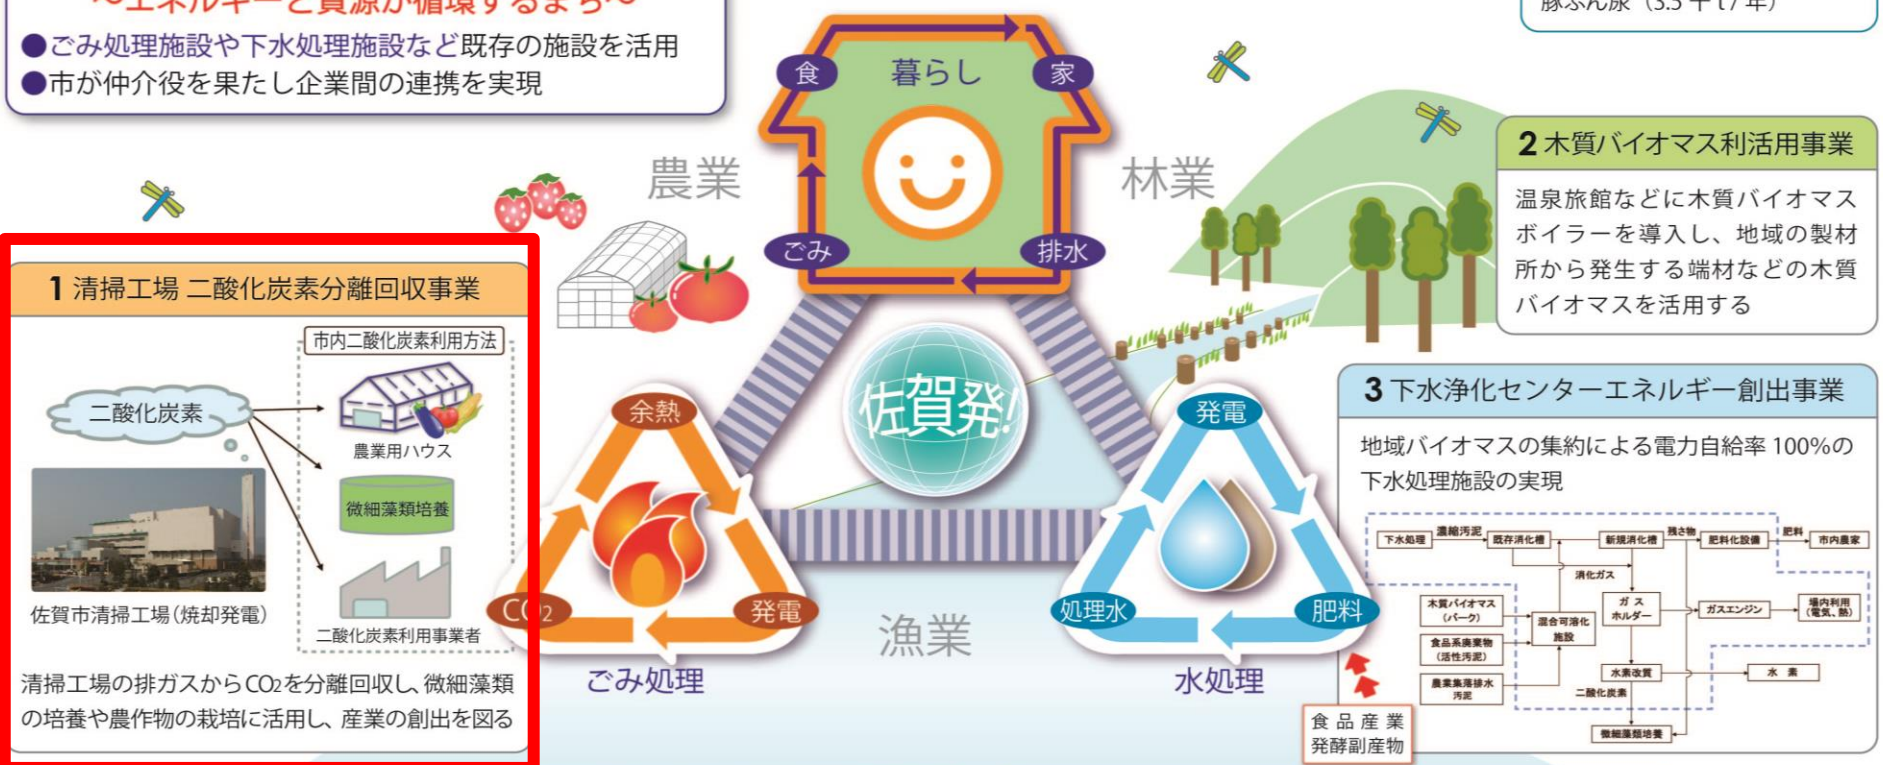 ～エネルギーと資源が循環するまち～
●ごみ処理施設や下水処理施設など既存の施設を活用
●市が仲介役を果たし企業間の連携を実現
豚ぷん尿（3.5 千 t / 年）
食
暮らし
家
ごみ
排水
農業
林業
漁業
佐賀発!
1 清掃工場 二酸化炭素分離回収事業
市内二酸化炭素利用方法
二酸化炭素
農業用ハウス
微細藻類培養
二酸化炭素利用事業者
佐賀市清掃工場(焼却発電)
清掃工場の排ガスからCO2を分離回収し、微細藻類
の培養や農作物の栽培に活用し、産業の創出を図る
余熱
CO2
発電
ごみ処理
発電
処理水
肥料
水処理
食品産業
発酵副産物
2 木質バイオマス利活用事業
温泉旅館などに木質バイオマス
ボイラーを導入し、地域の製材
所から発生する端材などの木質
バイオマスを活用する
3 下水浄化センターエネルギー創出事業
地域バイオマスの集約による電力自給率 100%の
下水処理施設の実現
下水処理
濃縮汚泥
既存消化槽
新規消化槽
残さ物
肥料化設備
肥料
市内農家
消化ガス
木質バイオマス
(バーク)
食品系廃棄物
(活性汚泥)
農業集落排水
汚泥
混合可溶化
施設
ガス
ホルダー
ガスエンジン
場内利用
(電気、熱)
水素改質
水素
二酸化炭素
微細藻類培養